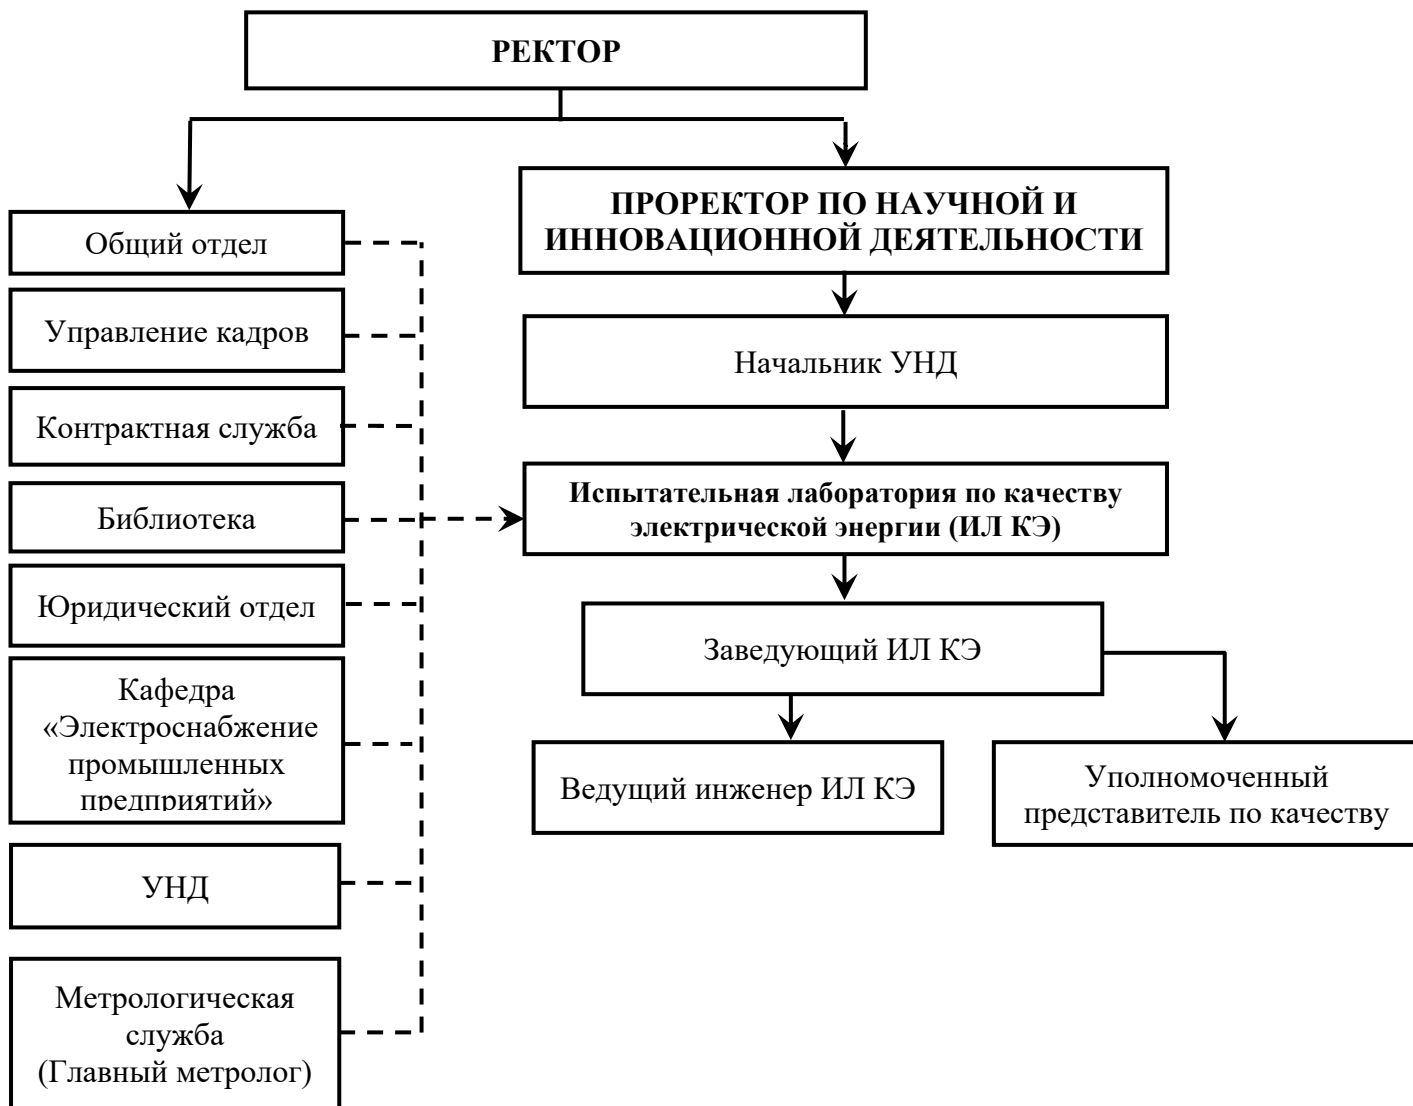 РЕКТОР
ПРОРЕКТОР ПО НАУЧНОЙ И
ИННОВАЦИОННОЙ ДЕЯТЕЛЬНОСТИ
Общий отдел
Управление кадров
Начальник УНД
Контрактная служба
Испытательная лаборатория по качеству
электрической энергии (ИЛ КЭ)
Библиотека
Юридический отдел
Заведующий ИЛ КЭ
Кафедра
«Электроснабжение
промышленных
предприятий»
Ведущий инженер ИЛ КЭ
Уполномоченный
представитель по качеству
УНД
Метрологическая
служба
(Главный метролог)